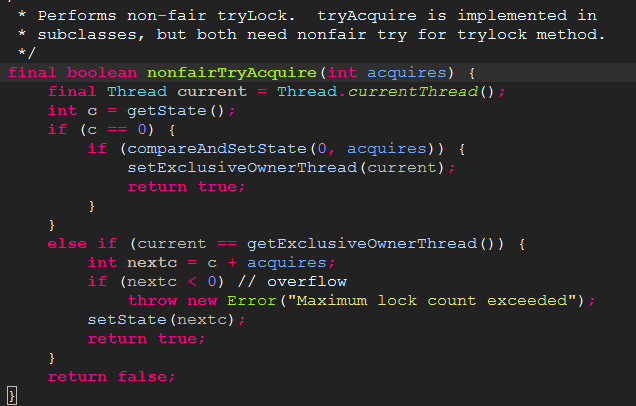 * Performs non-fair tryLock.  tryAcquire is implemented in
* subclasses, but both need nonfair try for trylock method.
*/
final boolean nonfairTryAcquire(int acquires) {
    final Thread current = Thread.currentThread();
    int c = getState();
    if (c == 0) {
        if (compareAndSetState(0, acquires)) {
            setExclusiveOwnerThread(current);
            return true;
        }
    }
    else if (current == getExclusiveOwnerThread()) {
        int nextc = c + acquires;
        if (nextc < 0) // overflow
            throw new Error("Maximum lock count exceeded");
        setState(nextc);
        return true;
    }
    return false;
}